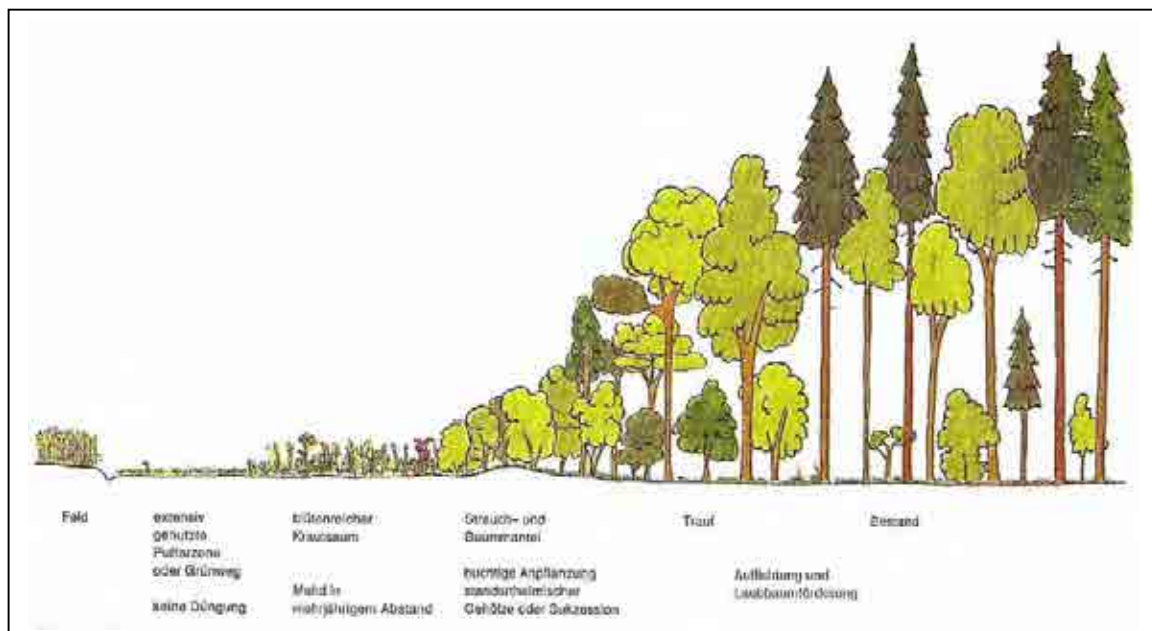 Feld
extensiv
genutzte
Pufferzone
oder Grünweg
keine Düngung
blütenreicher
Krautsaum
Mahd in
mehrjährigem Abstand
Strauch- und
Baummantel
buchtige Anpflanzung
standortheimischer
Gehölze oder Sukzession
Trauf
Bestand
Auflichtung und
Laubbaumförderung